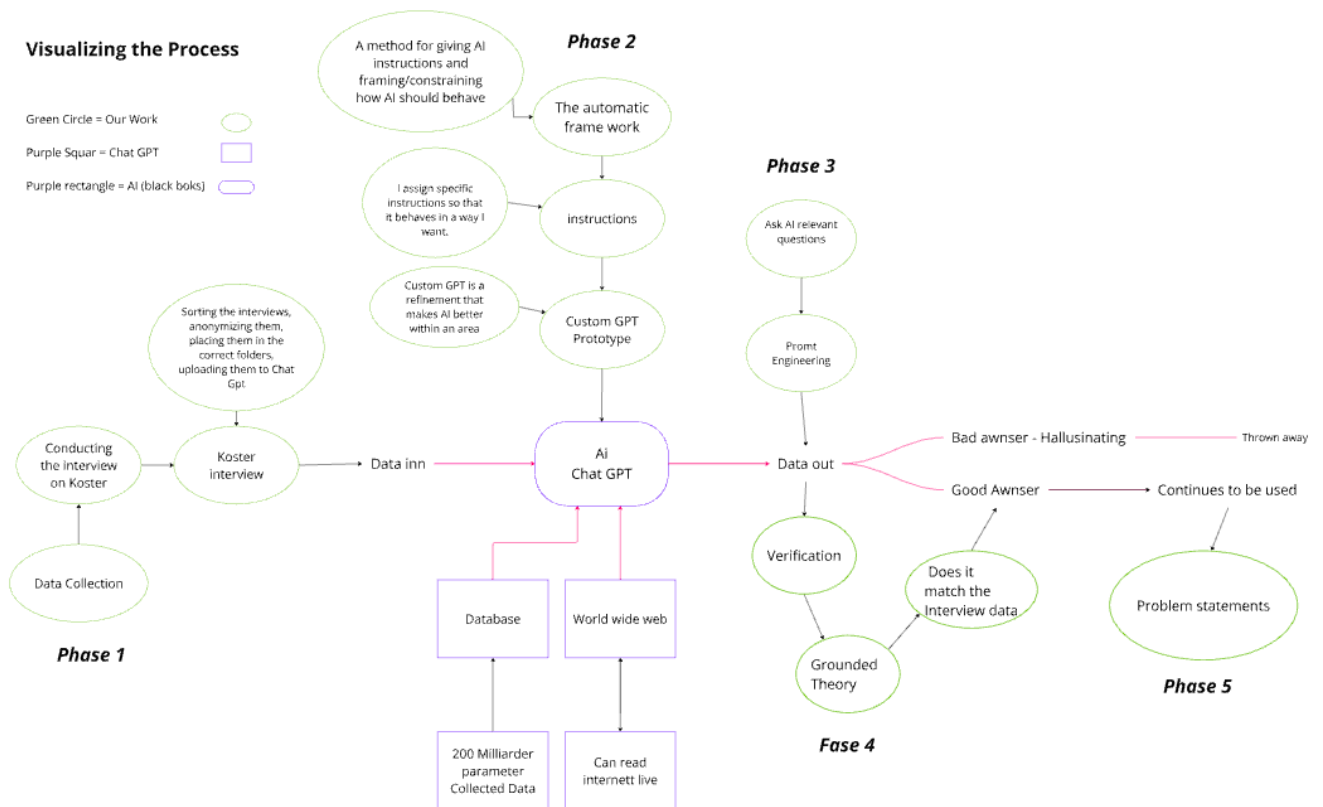 Visualizing the Process
Green Circle = Our Work
Purple Squar = Chat GPT
Purple rectangle = AI (black boks)
Phase 2
A method for giving AI
instructions and
framing/constraining
how AI should behave
The automatic
frame work
I assign specific
instructions so that
it behaves in a way I
want.
instructions
Custom GPT is a
refinement that
makes AI better
within an area
Custom GPT
Prototype
Phase 3
Ask AI relevant
questions
Promt
Engineering
Sorting the interviews,
anonymizing them,
placing them in the
correct folders,
uploading them to Chat
Gpt
Conducting
the interview
on Koster
Koster
interview
Data inn
Ai
Chat GPT
Data out
Bad awnser - Hallusinating
Thrown away
Good Awnser
Continues to be used
Data Collection
Phase 1
Database
World wide web
200 Milliarder
parameter
Collected Data
Can read
internett live
Verification
Grounded
Theory
Does it
match the
Interview data
Fase 4
Problem statements
Phase 5